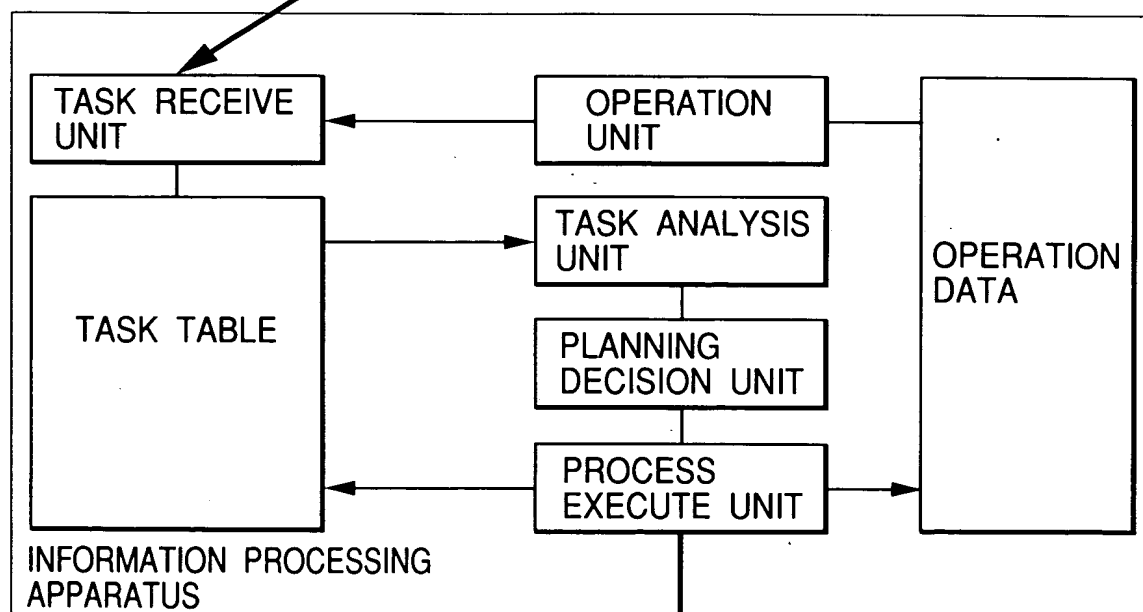 TASK RECEIVE
UNIT
OPERATION
UNIT
TASK ANALYSIS
UNIT
OPERATION
DATA
TASK TABLE
PLANNING
DECISION UNIT
PROCESS
EXECUTE UNIT
INFORMATION PROCESSING
APPARATUS